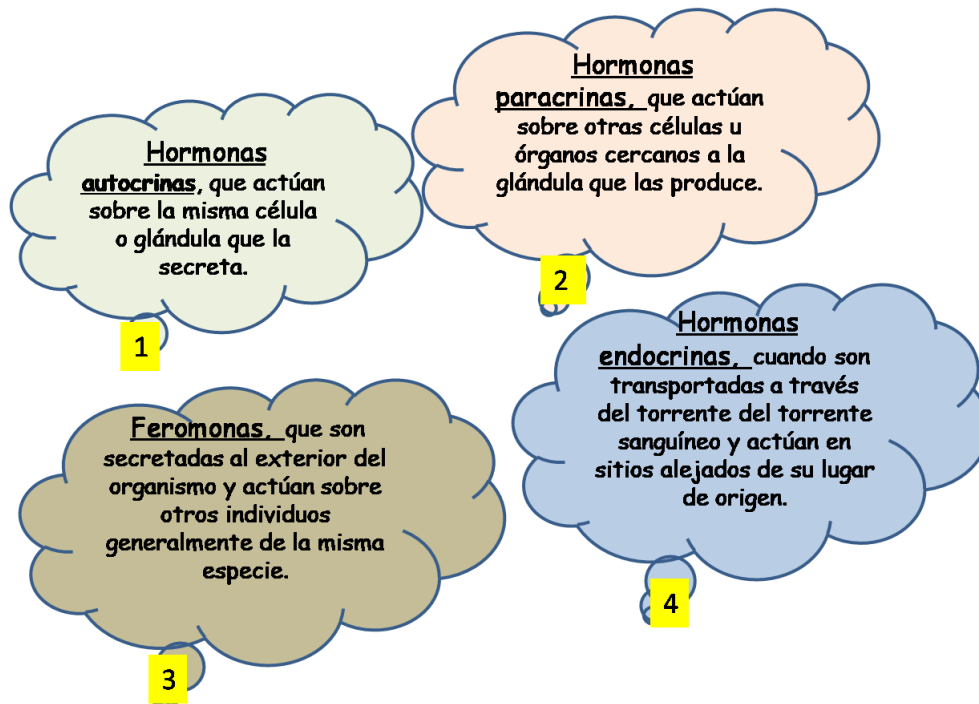 Hormonas
autocrinas, que actúan
sobre la misma célula
o glándula que la
secreta.
1
Hormonas
paracrinas, que actúan
sobre otras células u
órganos cercanos a la
glándula que las produce.
2
Feromonas, que son
secretadas al exterior del
organismo y actúan sobre
otros individuos
generalmente de la misma
especie.
3
Hormonas
endocrinas, cuando son
transportadas a través
del torrente del torrente
sanguíneo y actúan en
sitios alejados de su lugar
de origen.
4